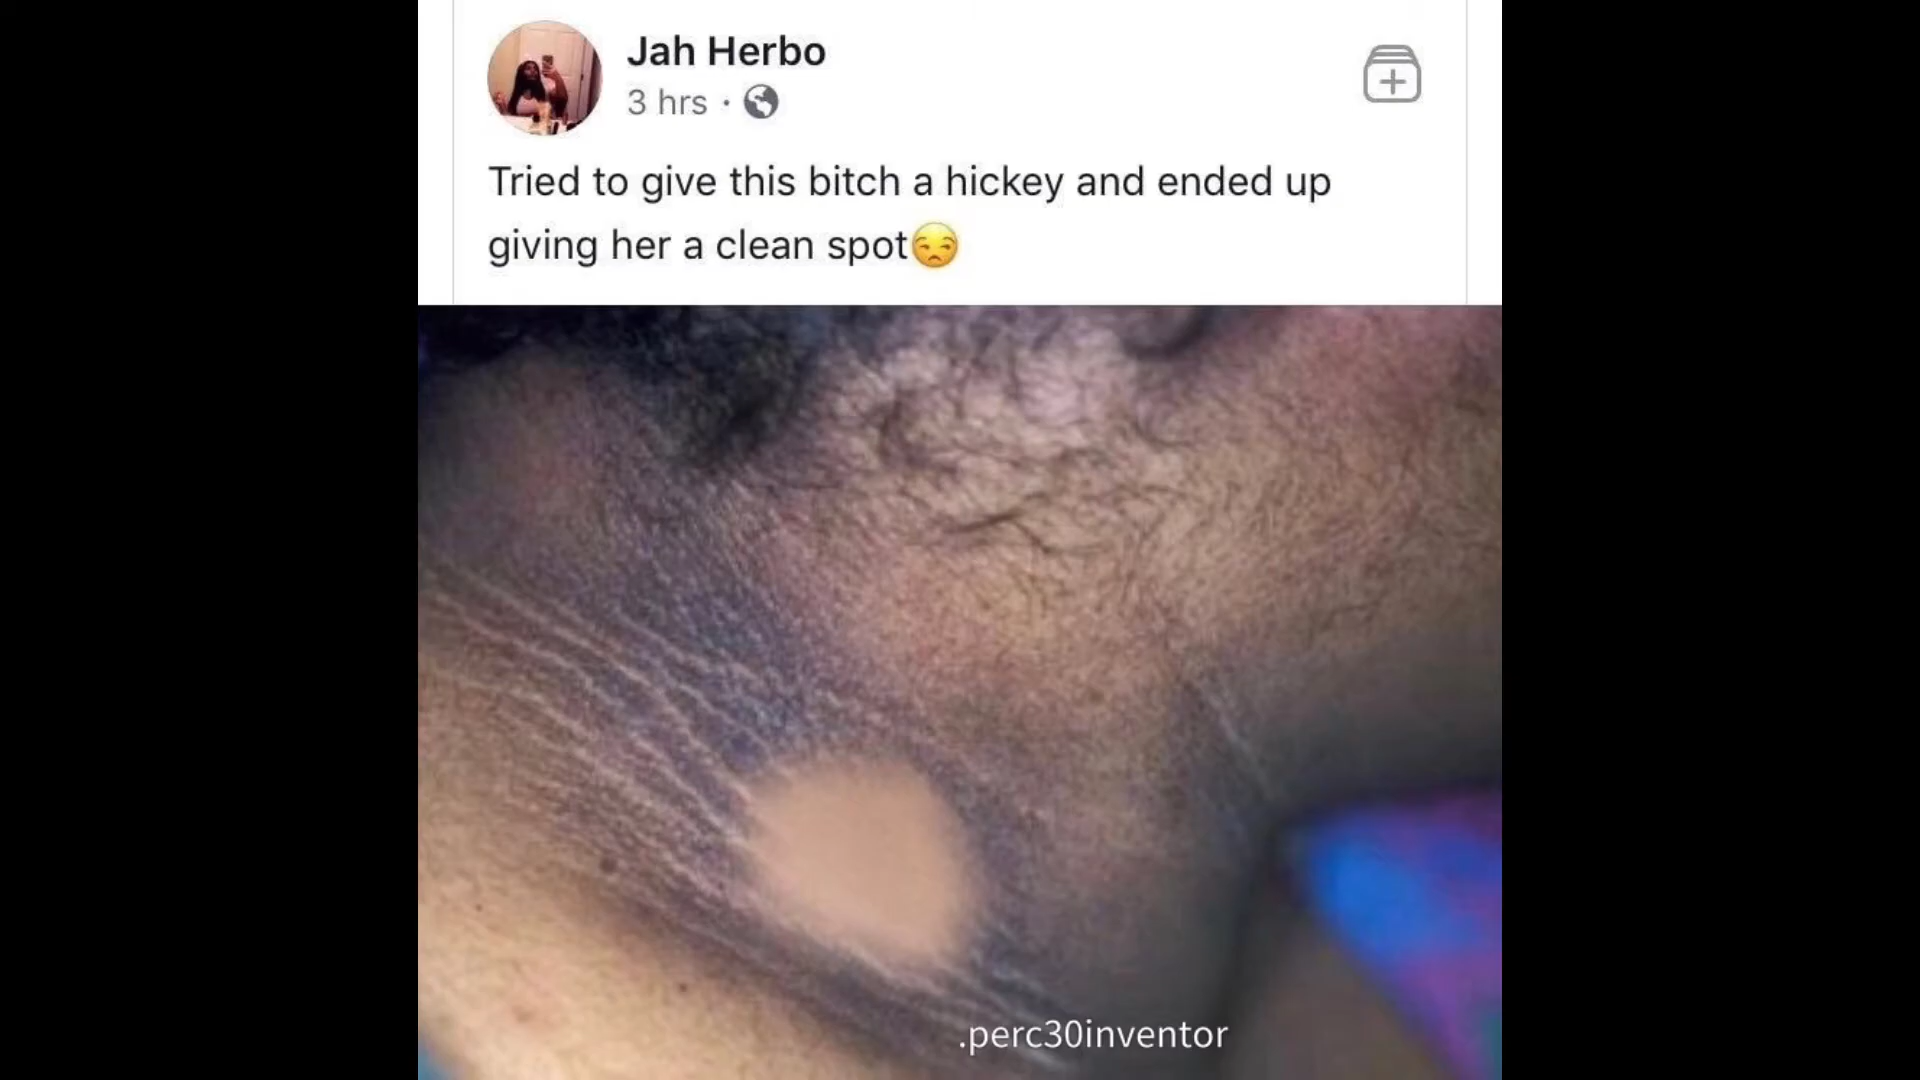 Jah Herbo
3 hrs ·
Tried to give this bitch a hickey and ended up
giving her a clean spot😒
.perc30inventor